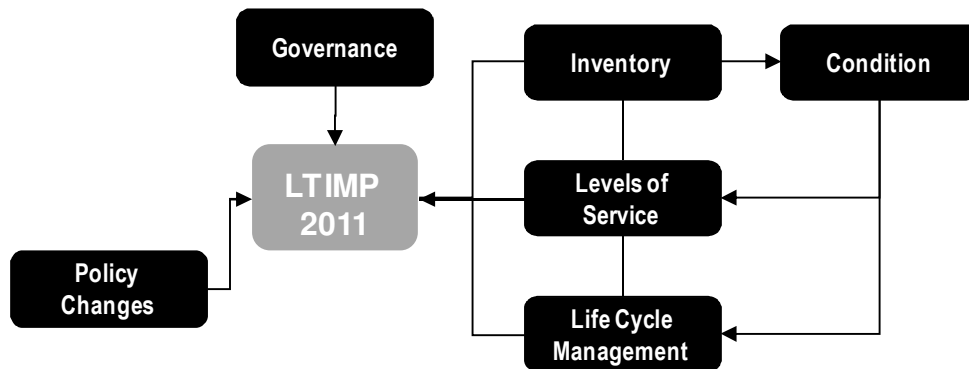 Governance
Inventory
Condition
LTIMP
2011
Levels of
Service
Policy
Changes
Life Cycle
Management